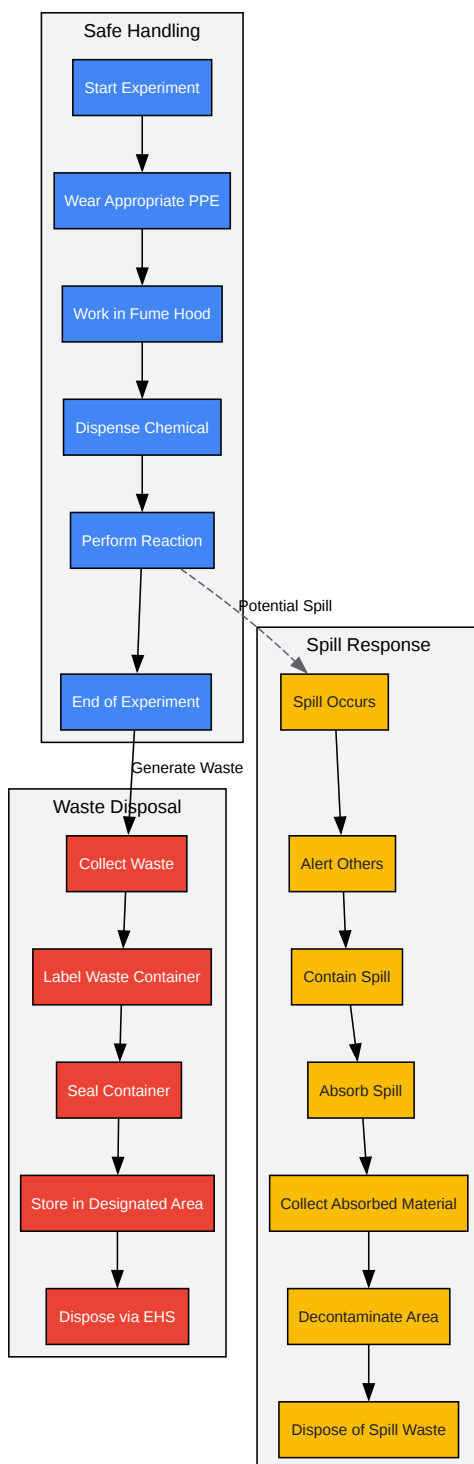 Safe Handling
Start Experiment
Wear Appropriate PPE
Work in Fume Hood
Dispense Chemical
Perform Reaction
Potential Spill
End of Experiment
Generate Waste
Waste Disposal
Collect Waste
Label Waste Container
Seal Container
Store in Designated Area
Dispose via EHS
Spill Response
Spill Occurs
Alert Others
Contain Spill
Absorb Spill
Collect Absorbed Material
Decontaminate Area
Dispose of Spill Waste